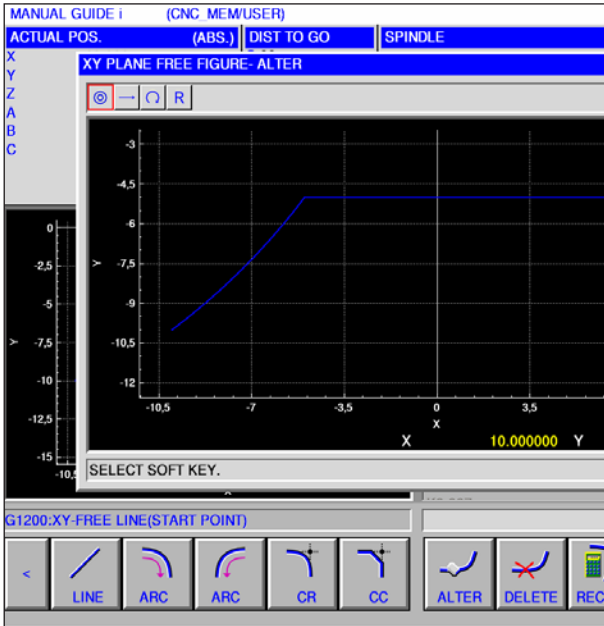 MANUAL GUIDE i (CNC_MEM/USER)
ACTUAL POS. (ABS.) DIST TO GO SPINDLE
X
Y
Z
A
B
C
XY PLANE FREE FIGURE- ALTER
R
-3
-4,5
-6
-7,5
-9
-10,5
-12
Y
-10,5 -7 -3,5 0 3,5
X
X 10.000000 Y
0
-2,5
-5
-7,5
-10
-12,5
-15
Y
-10,5
SELECT SOFT KEY.
G1200:XY-FREE LINE(START POINT)
< LINE ARC ARC CR CC ALTER DELETE REC